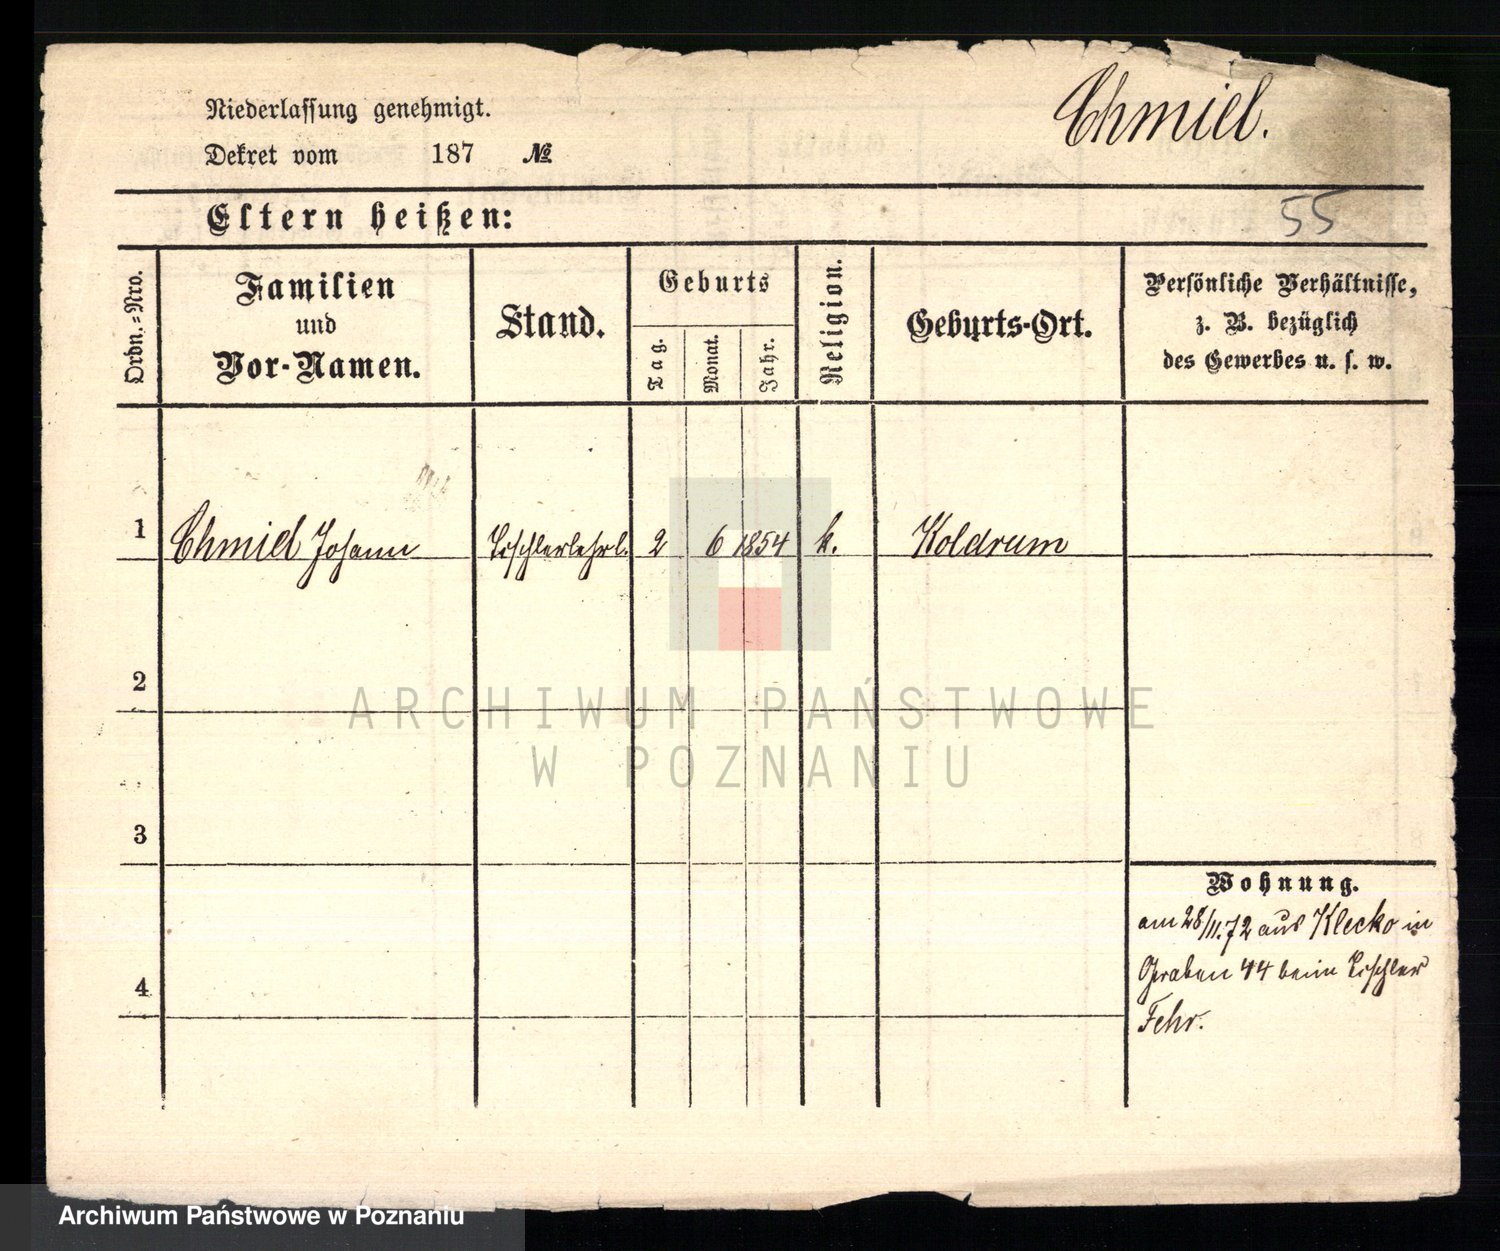 Niederlassung genehmigt.
Chmiel.
Dekret vom 187 №
Eltern heißen:
55
Ordn.-Nro.
Familien
und
Vor-Namen.
Stand.
Geburts
Tag.
Monat.
Jahr.
Religion.
Geburts-Ort.
Persönliche Verhältnisse,
z. B. bezüglich
des Gewerbes u. s. w.
1 Chmiel Johann Tischlerlehrl. 2 6 1854 k. Koldrum
2
ARCHIWUM PAŃSTWOWE
W POZNANIU
3
Wohnung.
am 28/11.72 aus Klecko in
4
Graben 44 beim Tischler
Fehr.
Archiwum Państwowe w Poznaniu